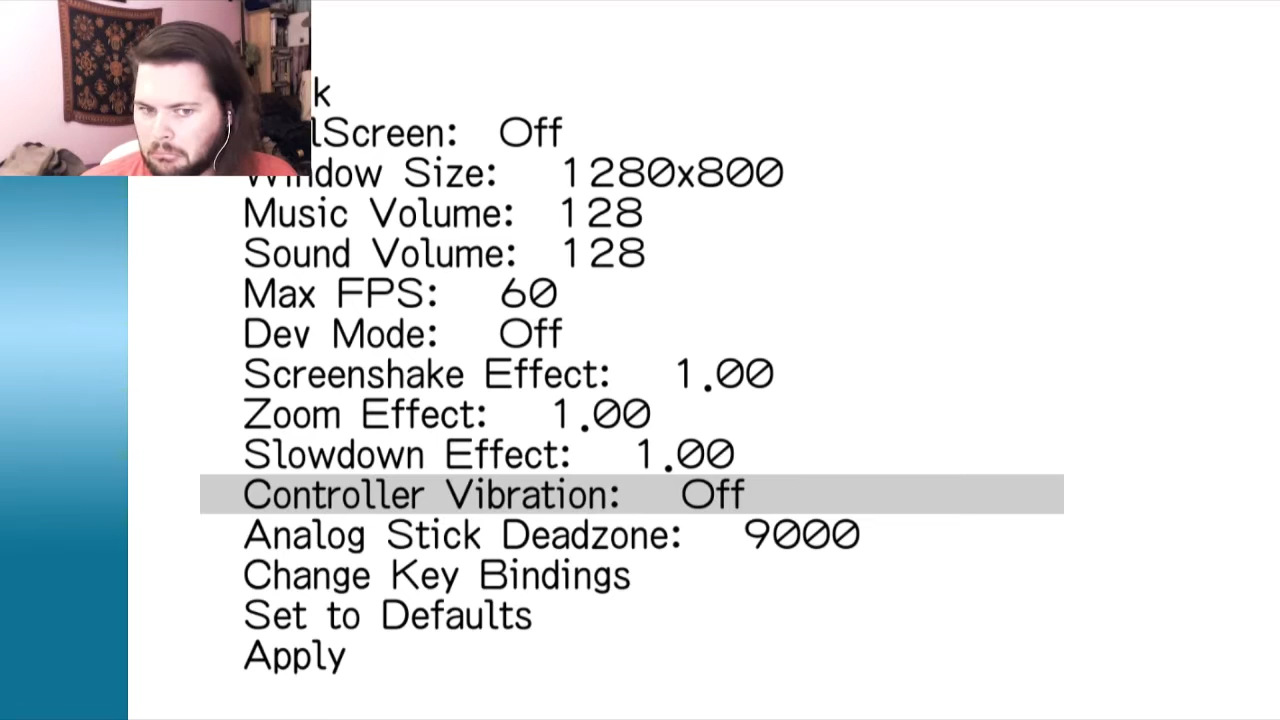 k
lScreen: Off
Window Size: 1280x800
Music Volume: 128
Sound Volume: 128
Max FPS: 60
Dev Mode: Off
Screenshake Effect: 1.00
Zoom Effect: 1.00
Slowdown Effect: 1.00
Controller Vibration: Off
Analog Stick Deadzone: 9000
Change Key Bindings
Set to Defaults
Apply